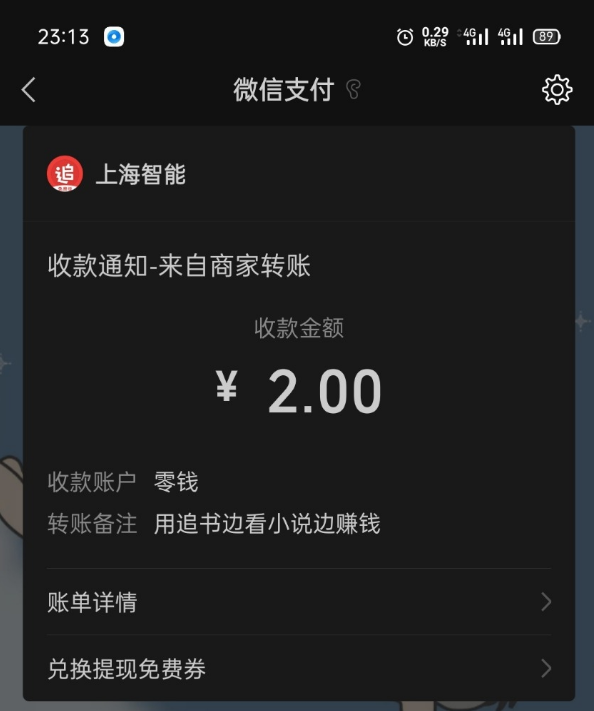 23:13 0.29 KB/S 4G 4G 89
微信支付
追 上海智能
收款通知-来自商家转账
收款金额
¥ 2.00
收款账户 零钱
转账备注 用追书边看小说边赚钱
账单详情
兑换提现免费券